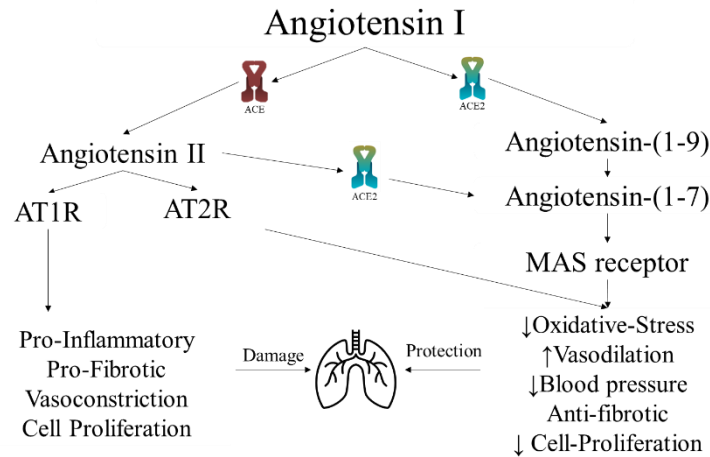 Angiotensin I
ACE
ACE2
Angiotensin II
Angiotensin-(1-9)
ACE2
AT1R
AT2R
Angiotensin-(1-7)
MAS receptor
Pro-Inflammatory
Pro-Fibrotic
Vasoconstriction
Cell Proliferation
Damage
Protection
↓Oxidative-Stress
↑Vasodilation
↓Blood pressure
Anti-fibrotic
↓ Cell-Proliferation